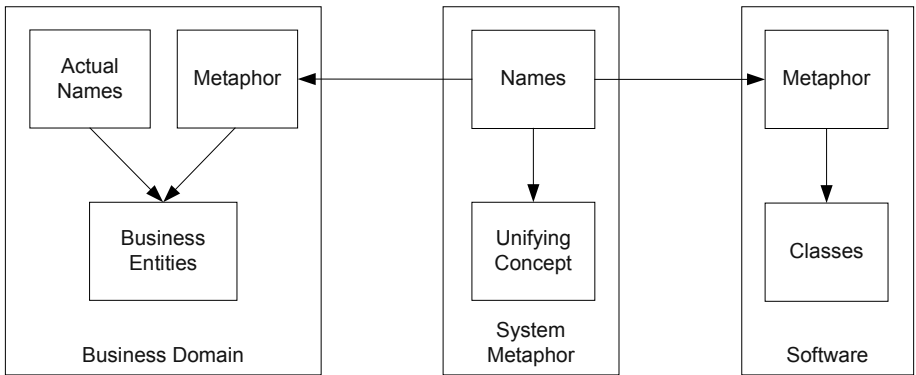 Actual
Names
Metaphor
Business
Entities
Business Domain
Names
Unifying
Concept
System
Metaphor
Metaphor
Classes
Software